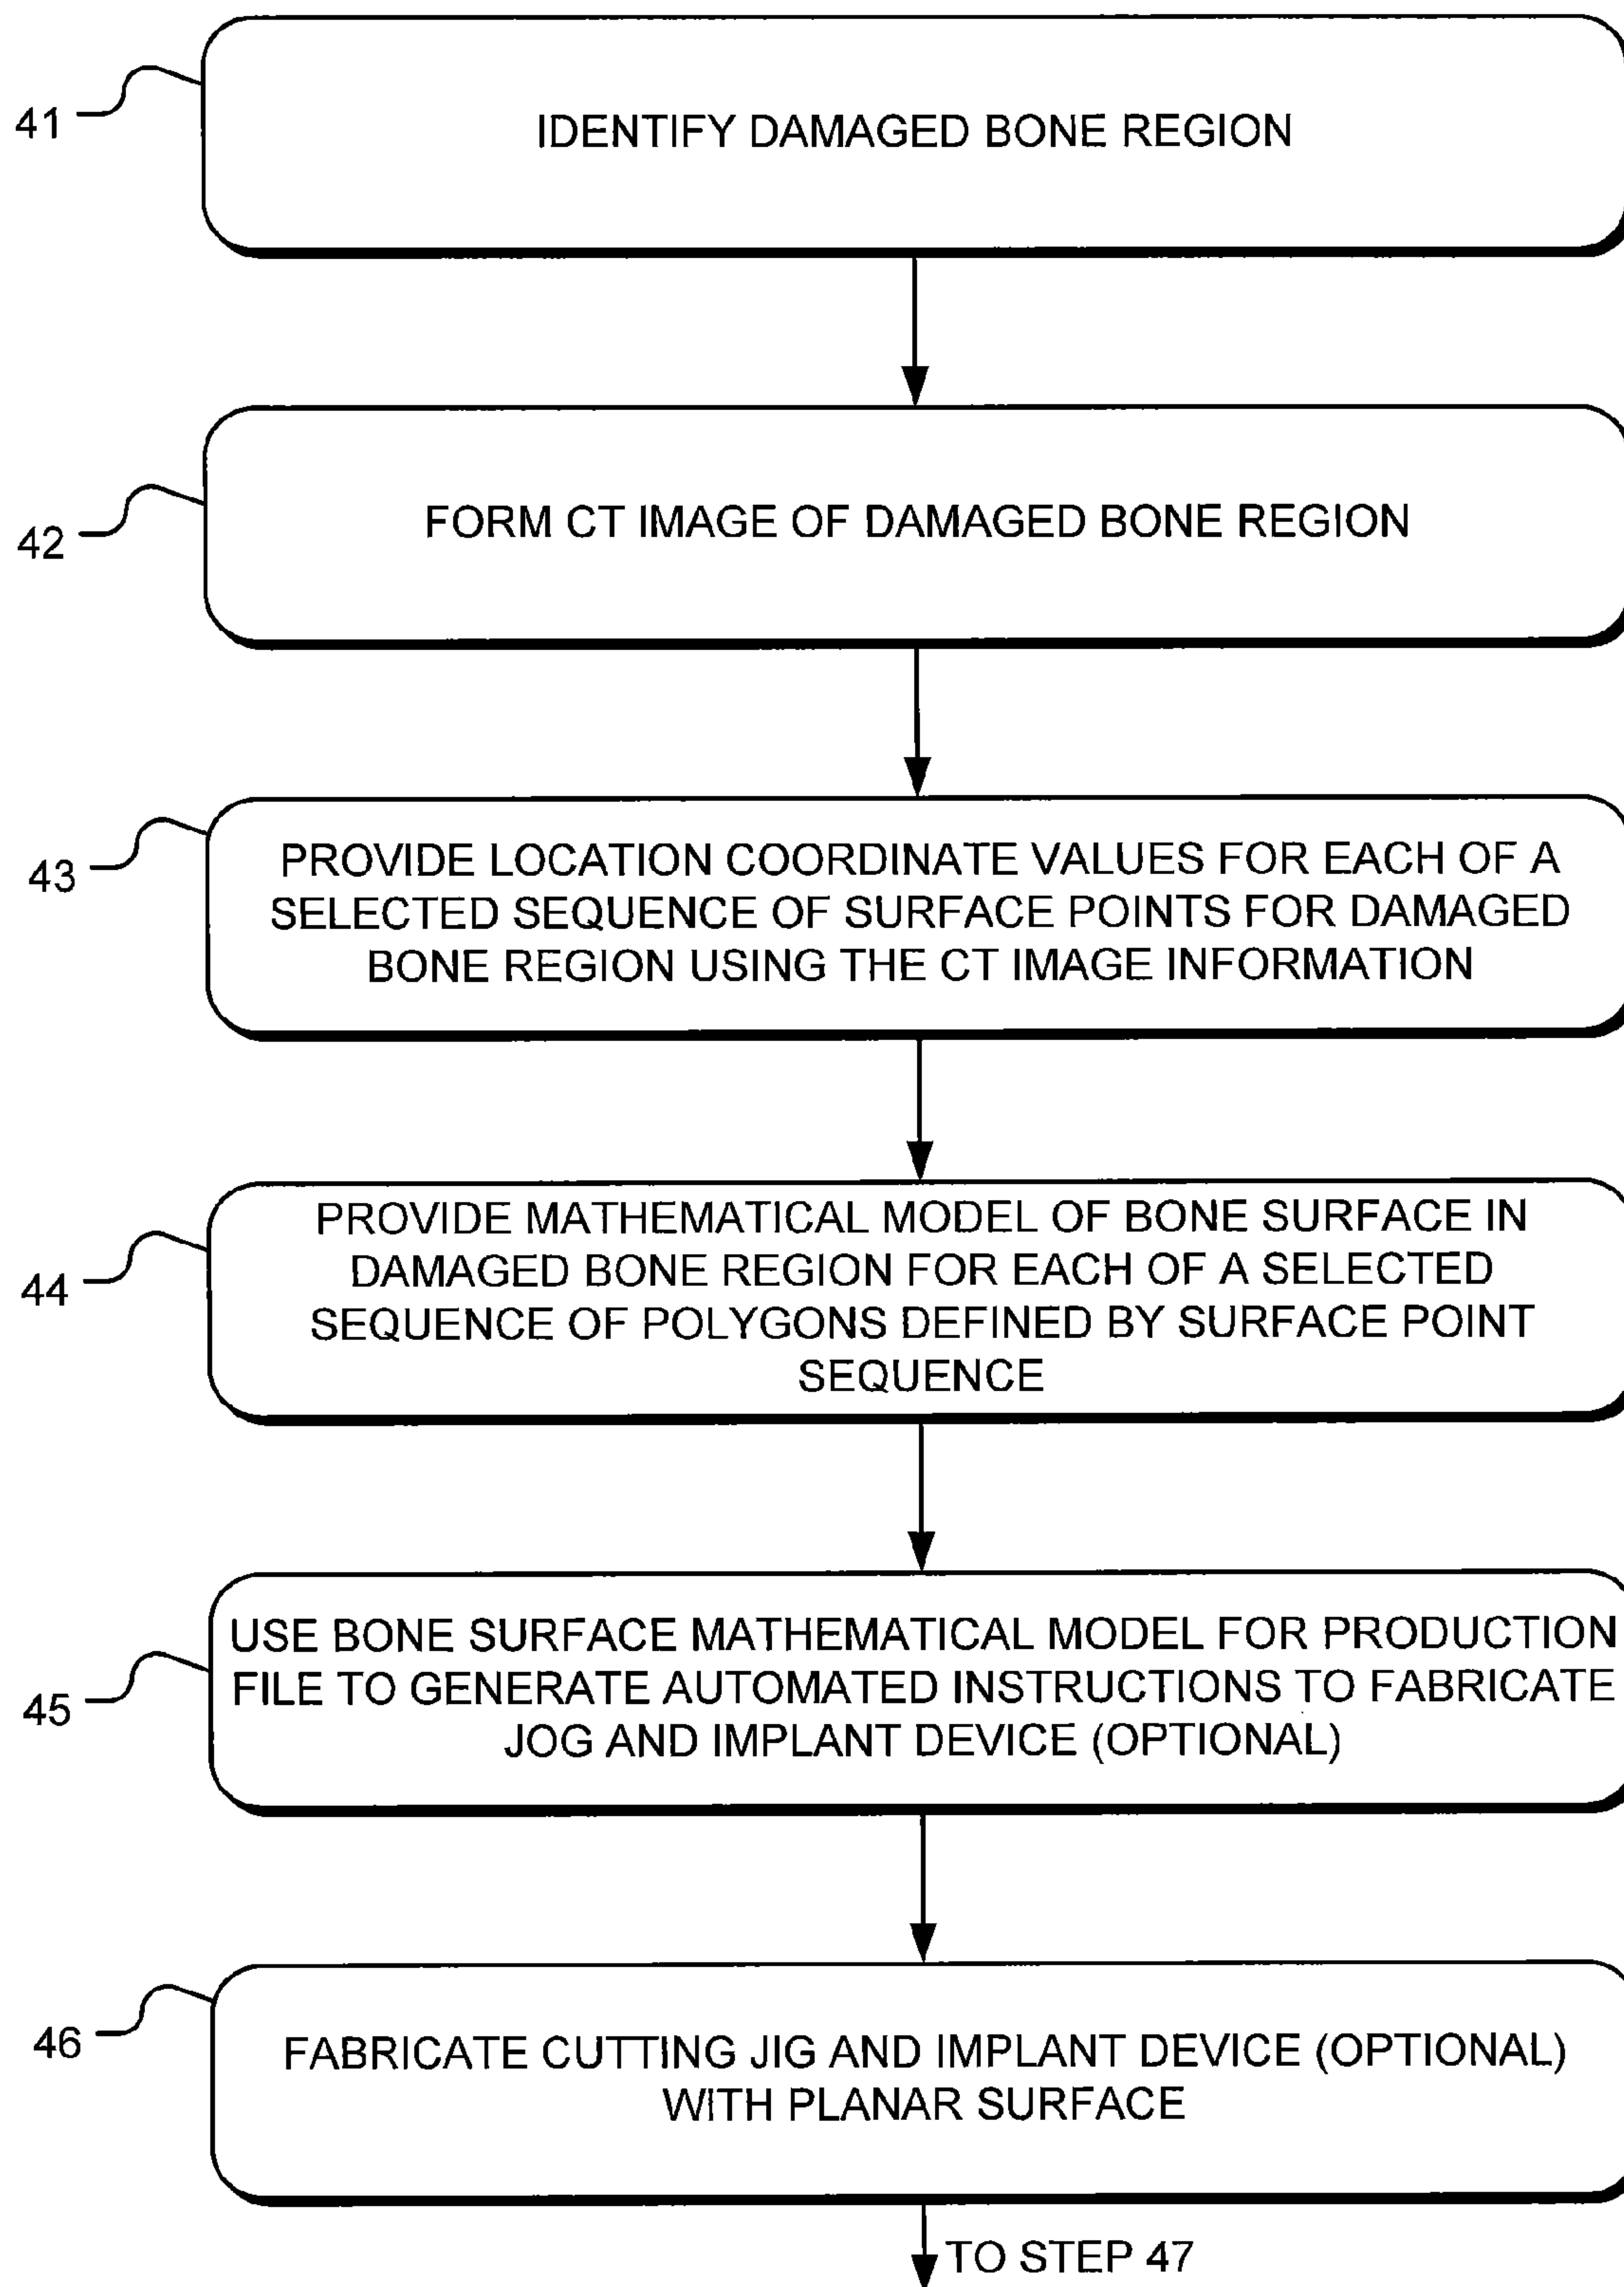 41
IDENTIFY DAMAGED BONE REGION
42
FORM CT IMAGE OF DAMAGED BONE REGION
43
PROVIDE LOCATION COORDINATE VALUES FOR EACH OF A
SELECTED SEQUENCE OF SURFACE POINTS FOR DAMAGED
BONE REGION USING THE CT IMAGE INFORMATION
44
PROVIDE MATHEMATICAL MODEL OF BONE SURFACE IN
DAMAGED BONE REGION FOR EACH OF A SELECTED
SEQUENCE OF POLYGONS DEFINED BY SURFACE POINT
SEQUENCE
45
USE BONE SURFACE MATHEMATICAL MODEL FOR PRODUCTION
FILE TO GENERATE AUTOMATED INSTRUCTIONS TO FABRICATE
JOG AND IMPLANT DEVICE (OPTIONAL)
46
FABRICATE CUTTING JIG AND IMPLANT DEVICE (OPTIONAL)
WITH PLANAR SURFACE
TO STEP 47